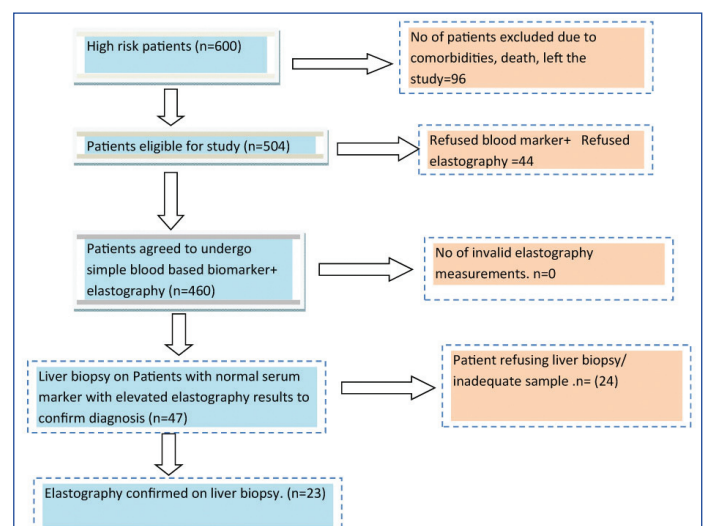 High risk patients (n=600)
No of patients excluded due to
comorbidities, death, left the
study=96
Patients eligible for study (n=504)
Refused blood marker+ Refused
elastography =44
Patients agreed to undergo
simple blood based biomarker+
elastography (n=460)
No of invalid elastography
measurements. n=0
Liver biopsy on Patients with normal serum
marker with elevated elastography results to
confirm diagnosis (n=47)
Patient refusing liver biopsy/
inadequate sample .n= (24)
Elastography confirmed on liver biopsy. (n=23)